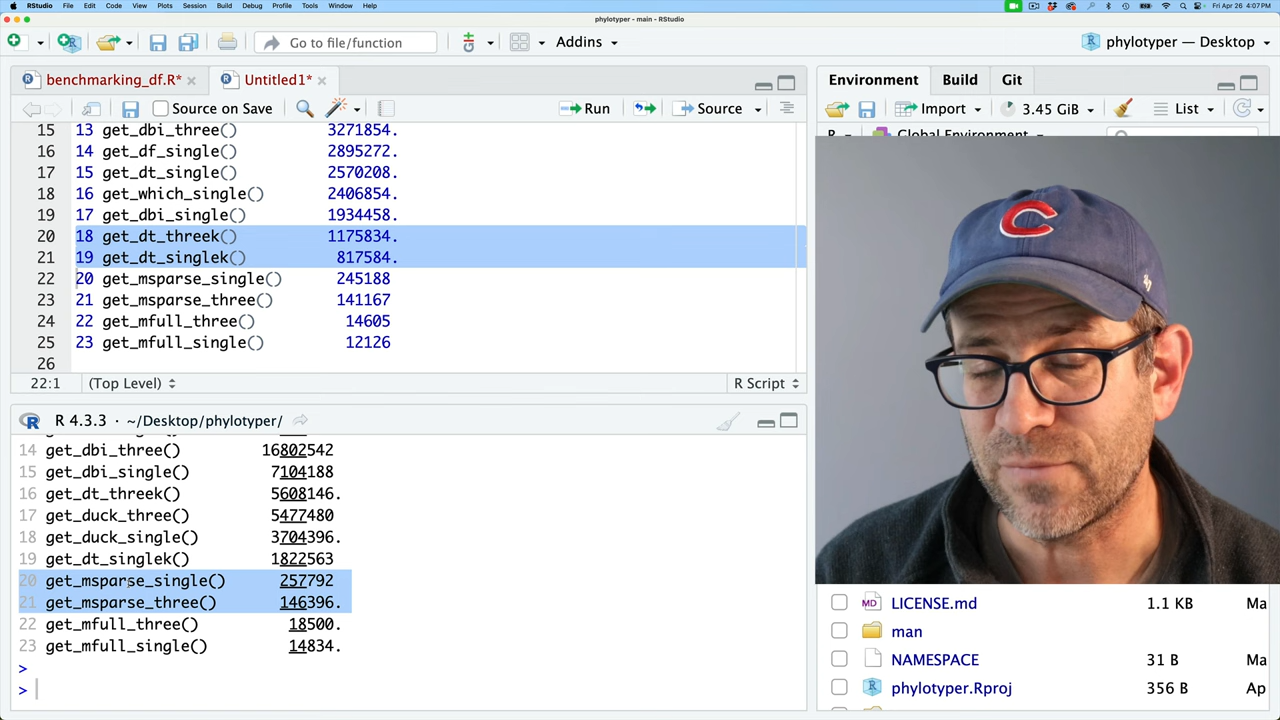 RStudio File Edit Code View Plots Session Build Debug Profile Tools Window Help Fri Apr 26 4:07PM
phylotyper - main - RStudio
Go to file/function Addins phylotyper — Desktop
benchmarking_df.R* Untitled1*
Source on Save Run Source
15 13 get_dbi_three() 3271854.
16 14 get_df_single() 2895272.
17 15 get_dt_single() 2570208.
18 16 get_which_single() 2406854.
19 17 get_dbi_single() 1934458.
20 18 get_dt_threek() 1175834.
21 19 get_dt_singlek() 817584.
22 20 get_msparse_single() 245188
23 21 get_msparse_three() 141167
24 22 get_mfull_three() 14605
25 23 get_mfull_single() 12126
26
22:1 (Top Level) R Script
R 4.3.3 · ~/Desktop/phylotyper/
14 get_dbi_three() 16802542
15 get_dbi_single() 7104188
16 get_dt_threek() 5608146.
17 get_duck_three() 5477480
18 get_duck_single() 3704396.
19 get_dt_singlek() 1822563
20 get_msparse_single() 257792
21 get_msparse_three() 146396.
22 get_mfull_three() 18500.
23 get_mfull_single() 14834.
>
>
Environment Build Git
Import 3.45 GiB List
R Global Environment
C
LICENSE.md 1.1 KB Ma
man
NAMESPACE 31 B Ma
phylotyper.Rproj 356 B Ap